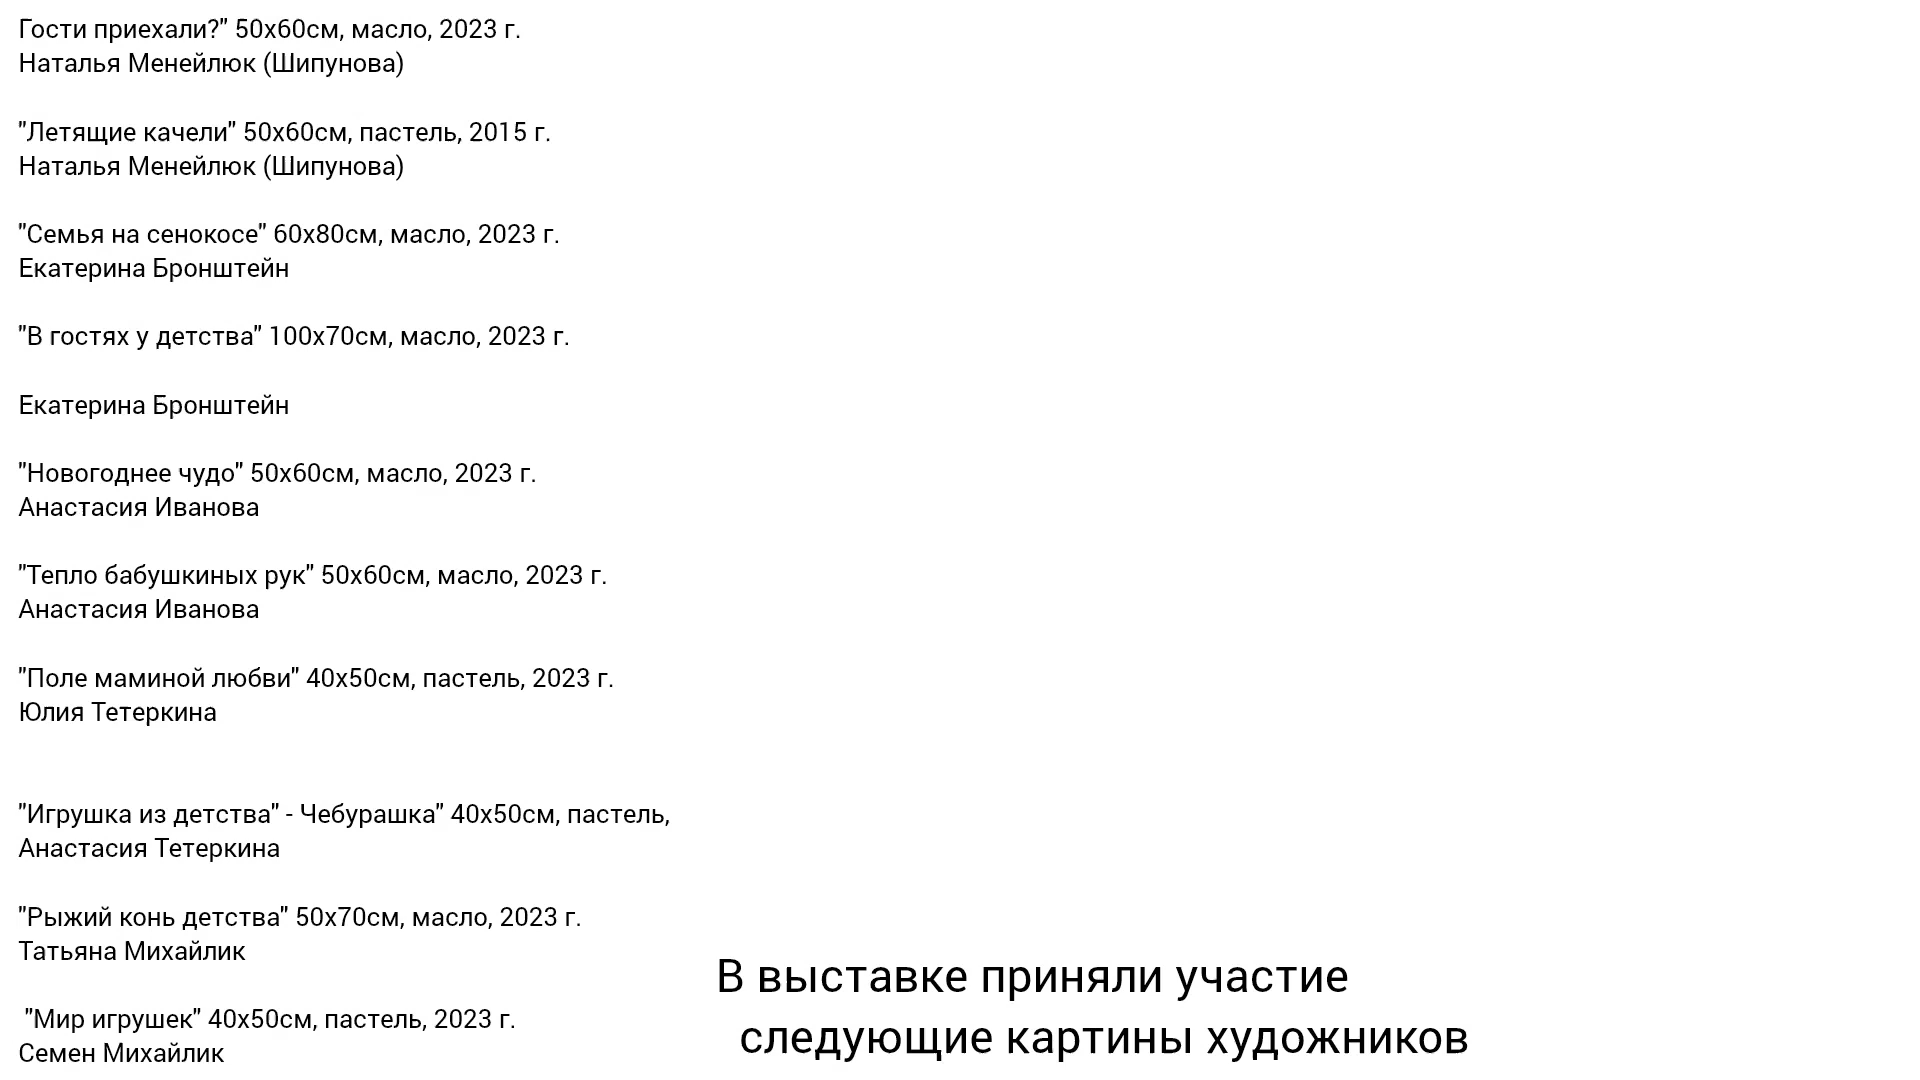 Гости приехали?" 50х60см, масло, 2023 г.
Наталья Менейлюк (Шипунова)
"Летящие качели" 50х60см, пастель, 2015 г.
Наталья Менейлюк (Шипунова)
"Семья на сенокосе" 60х80см, масло, 2023 г.
Екатерина Бронштейн
"В гостях у детства" 100х70см, масло, 2023 г.
Екатерина Бронштейн
"Новогоднее чудо" 50х60см, масло, 2023 г.
Анастасия Иванова
"Тепло бабушкиных рук" 50х60см, масло, 2023 г.
Анастасия Иванова
"Поле маминой любви" 40х50см, пастель, 2023 г.
Юлия Тетеркина
"Игрушка из детства" - Чебурашка" 40х50см, пастель,
Анастасия Тетеркина
"Рыжий конь детства" 50х70см, масло, 2023 г.
Татьяна Михайлик
"Мир игрушек" 40х50см, пастель, 2023 г.
Семен Михайлик
В выставке приняли участие
следующие картины художников